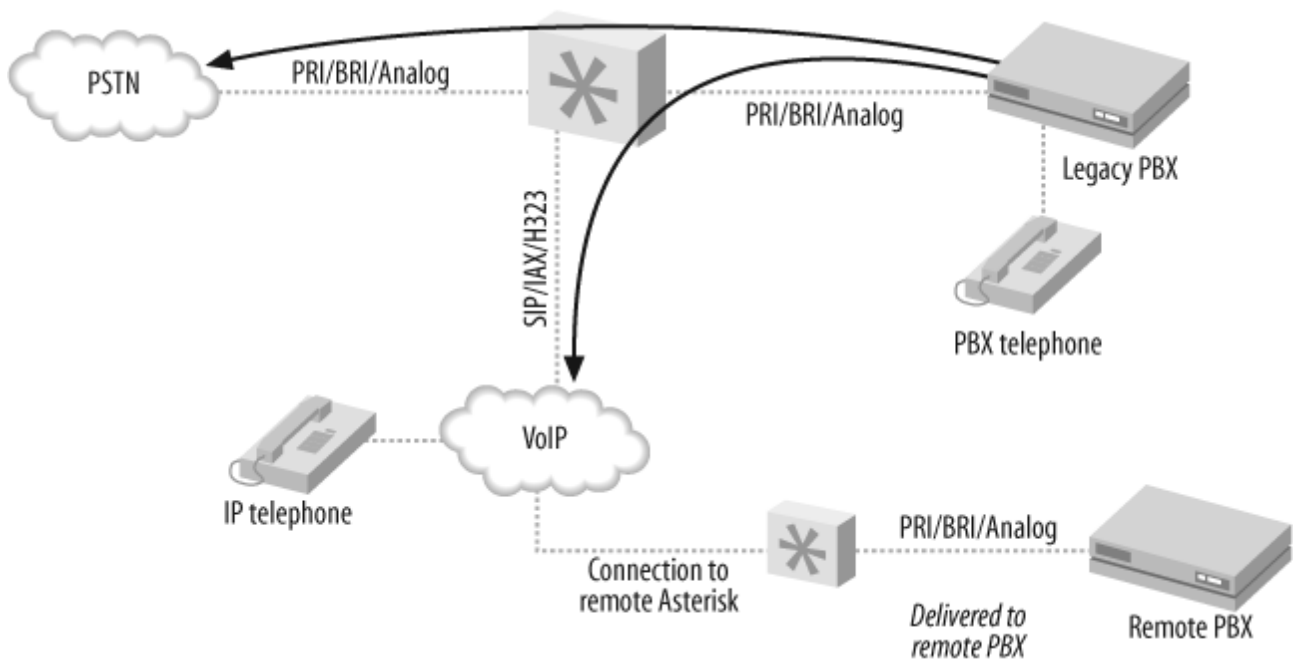 PSTN
PRI/BRI/Analog
PRI/BRI/Analog
Legacy PBX
SIP/IAX/H323
PBX telephone
VoIP
IP telephone
PRI/BRI/Analog
Connection to
remote Asterisk
Delivered to
remote PBX
Remote PBX